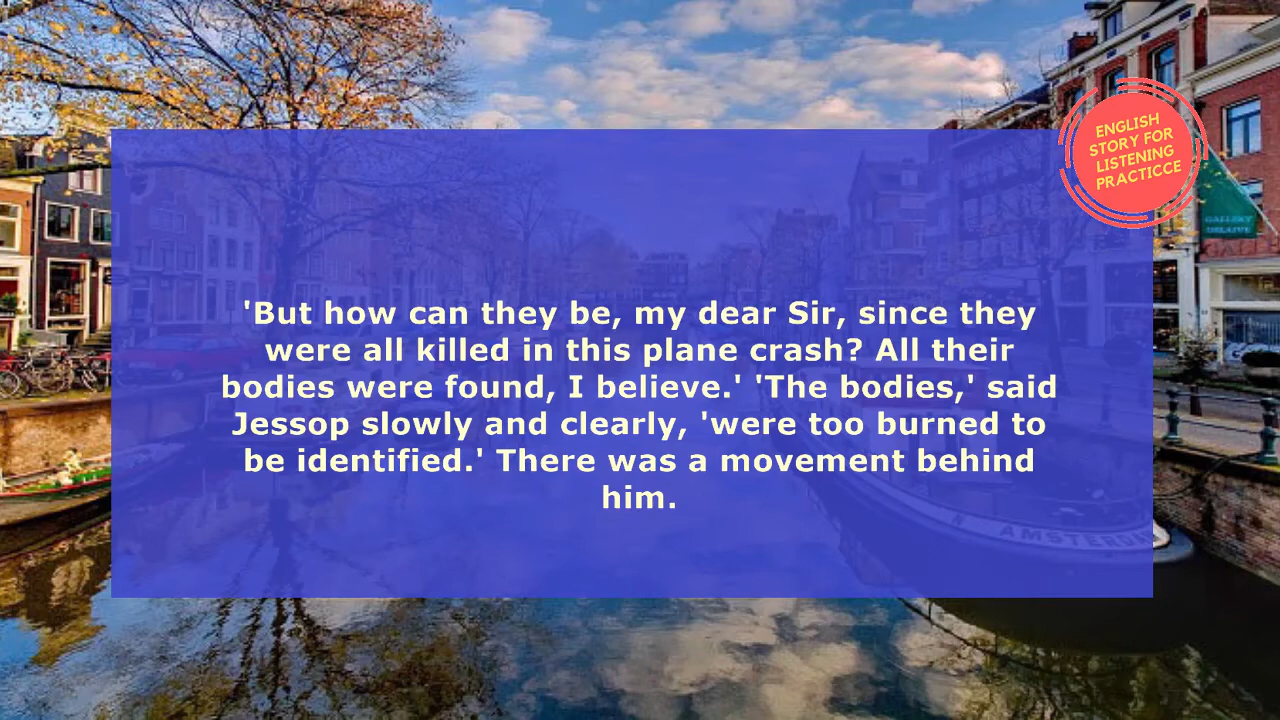 ENGLISH
STORY FOR
LISTENING
PRACTICCE
'But how can they be, my dear Sir, since they
were all killed in this plane crash? All their
bodies were found, I believe.' 'The bodies,' said
Jessop slowly and clearly, 'were too burned to
be identified.' There was a movement behind
him.
N AMSTERDAM